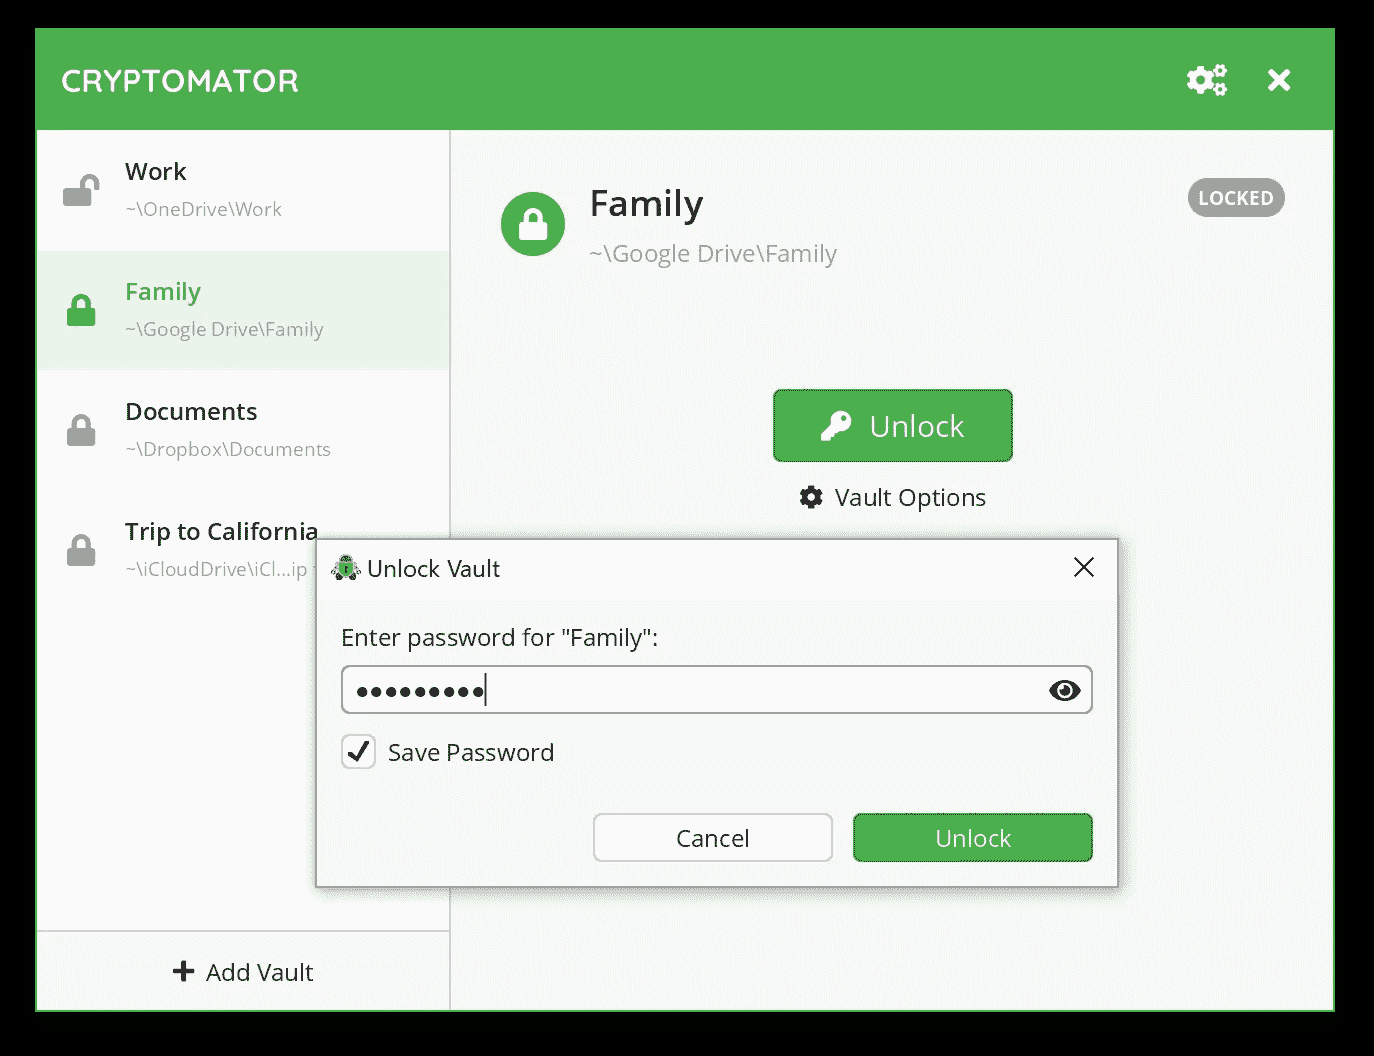 CRYPTOMATOR
Work
~\OneDrive\Work
Family
~\Google Drive\Family
Documents
~\Dropbox\Documents
Trip to California
~\iCloudDrive\iCl...ip
Add Vault
Family
~\Google Drive\Family
LOCKED
Unlock
Vault Options
Unlock Vault
Enter password for "Family":
●●●●●●●●●
Save Password
Cancel
Unlock